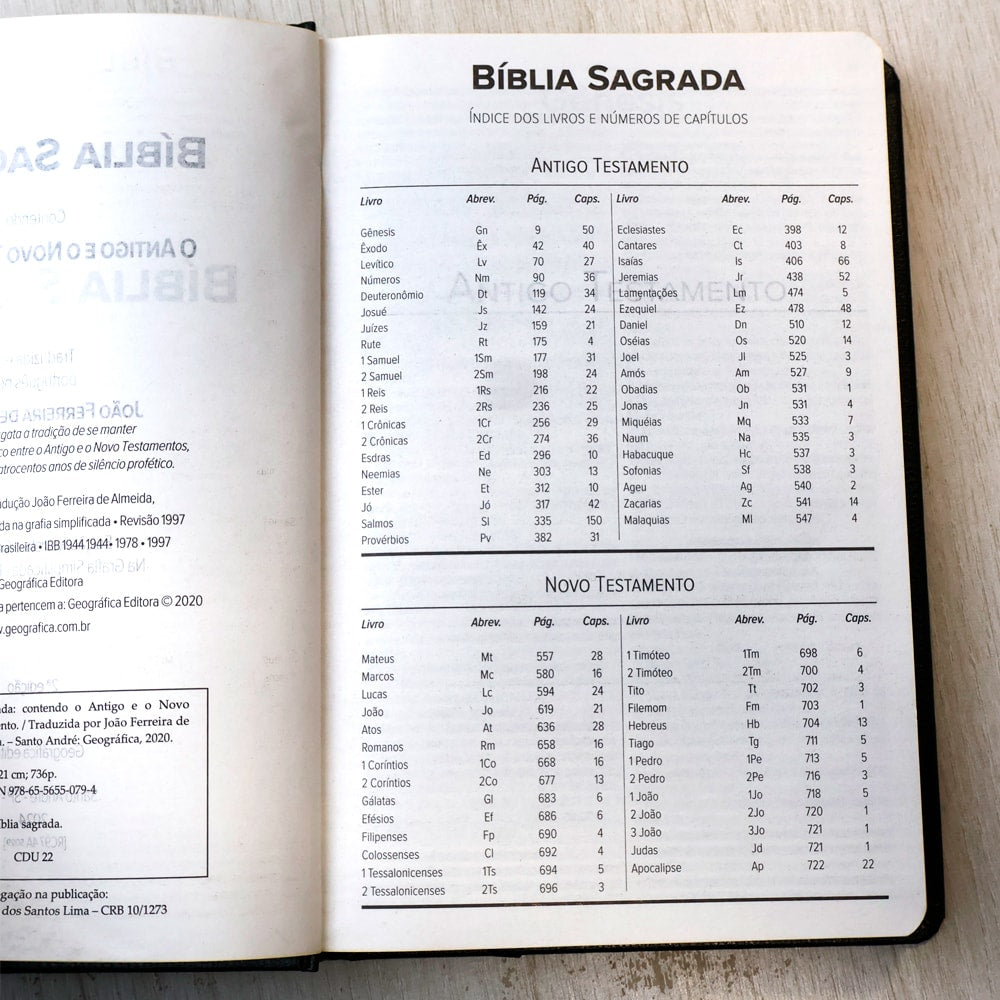 O ANTIGO E O NOVO
JOÃO FERREIRA DE
gata a tradição de se manter
co entre o Antigo e o Novo Testamentos,
atrocentos anos de silêncio profético.
dução João Ferreira de Almeida,
da na grafia simplificada • Revisão 1997
rasileira • IBB 1944 1944• 1978 • 1997
Geográfica Editora
a pertencem a: Geográfica Editora © 2020
w.geografica.com.br
da: contendo o Antigo e o Novo
ento. / Traduzida por João Ferreira de
a. – Santo André: Geográfica, 2020.
21 cm; 736p.
N 978-65-5655-079-4
blia sagrada.
CDU 22
gação na publicação:
dos Santos Lima – CRB 10/1273
BÍBLIA SAGRADA
ÍNDICE DOS LIVROS E NÚMEROS DE CAPÍTULOS
ANTIGO TESTAMENTO
Livro Abrev. Pág. Caps.
Gênesis Gn 9 50
Êxodo Êx 42 40
Levítico Lv 70 27
Números Nm 90 36
Deuteronômio Dt 119 34
Josué Js 142 24
Juízes Jz 159 21
Rute Rt 175 4
1 Samuel 1Sm 177 31
2 Samuel 2Sm 198 24
1 Reis 1Rs 216 22
2 Reis 2Rs 236 25
1 Crônicas 1Cr 256 29
2 Crônicas 2Cr 274 36
Esdras Ed 296 10
Neemias Ne 303 13
Ester Et 312 10
Jó Jó 317 42
Salmos Sl 335 150
Provérbios Pv 382 31
Livro Abrev. Pág. Caps.
Eclesiastes Ec 398 12
Cantares Ct 403 8
Isaías Is 406 66
Jeremias Jr 438 52
Lamentações Lm 474 5
Ezequiel Ez 478 48
Daniel Dn 510 12
Oséias Os 520 14
Joel Jl 525 3
Amós Am 527 9
Obadias Ob 531 1
Jonas Jn 531 4
Miquéias Mq 533 7
Naum Na 535 3
Habacuque Hc 537 3
Sofonias Sf 538 3
Ageu Ag 540 2
Zacarias Zc 541 14
Malaquias Ml 547 4
NOVO TESTAMENTO
Livro Abrev. Pág. Caps.
Mateus Mt 557 28
Marcos Mc 580 16
Lucas Lc 594 24
João Jo 619 21
Atos At 636 28
Romanos Rm 658 16
1 Coríntios 1Co 668 16
2 Coríntios 2Co 677 13
Gálatas Gl 683 6
Efésios Ef 686 6
Filipenses Fp 690 4
Colossenses Cl 692 4
1 Tessalonicenses 1Ts 694 5
2 Tessalonicenses 2Ts 696 3
Livro Abrev. Pág. Caps.
1 Timóteo 1Tm 698 6
2 Timóteo 2Tm 700 4
Tito Tt 702 3
Filemom Fm 703 1
Hebreus Hb 704 13
Tiago Tg 711 5
1 Pedro 1Pe 713 5
2 Pedro 2Pe 716 3
1 João 1Jo 718 5
2 João 2Jo 720 1
3 João 3Jo 721 1
Judas Jd 721 1
Apocalipse Ap 722 22